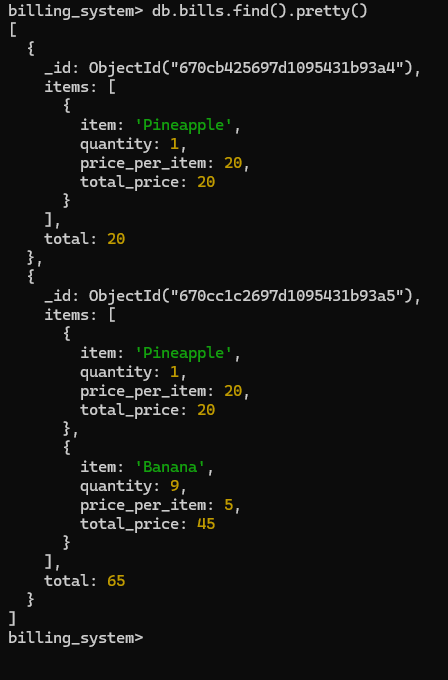 billing_system> db.bills.find().pretty()
[
  {
    _id: ObjectId("670cb425697d1095431b93a4"),
    items: [
      {
        item: 'Pineapple',
        quantity: 1,
        price_per_item: 20,
        total_price: 20
      }
    ],
    total: 20
  },
  {
    _id: ObjectId("670cc1c2697d1095431b93a5"),
    items: [
      {
        item: 'Pineapple',
        quantity: 1,
        price_per_item: 20,
        total_price: 20
      },
      {
        item: 'Banana',
        quantity: 9,
        price_per_item: 5,
        total_price: 45
      }
    ],
    total: 65
  }
]
billing_system>